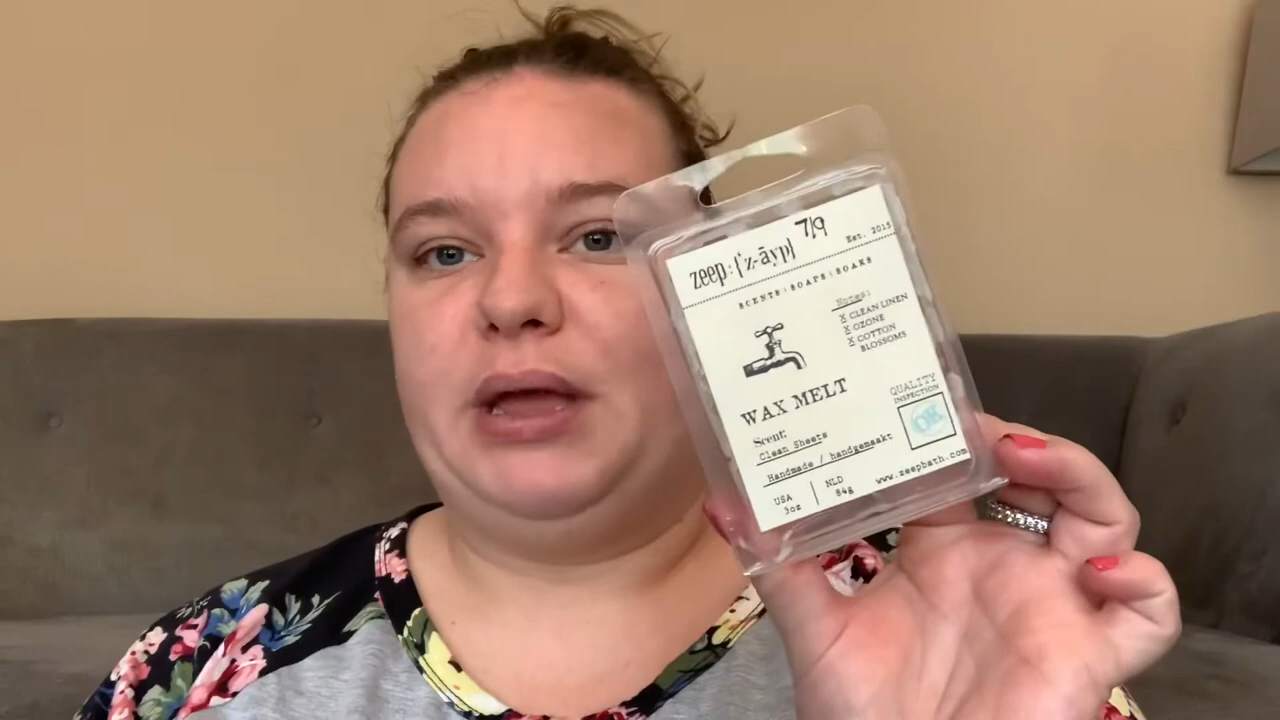 zeep:{'z-āyp} 7/9
Est. 2015
SCENTS|SOAPS|SOAKS
Notes:
X CLEAN LINEN
X OZONE
X COTTON
BLOSSOMS
WAX MELT
QUALITY
INSPECTION
OK
Scent:
Clean Sheets
Handmade / handgemaakt
USA | NLD
3oz 84g
www.zeepbath.com